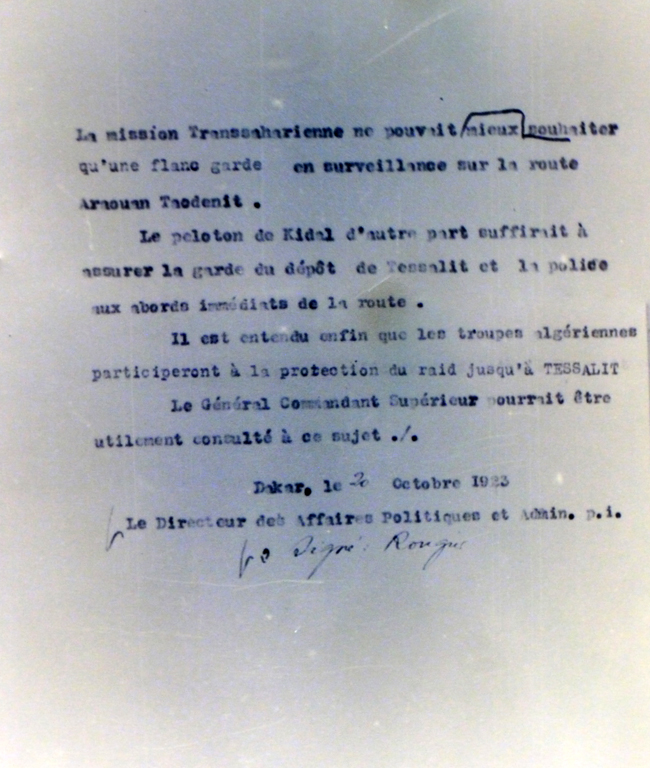 La mission Transsaharienne ne pouvait mieux souhaiter
qu'une flanc garde en surveillance sur la route
Araouan Taodenit .
Le peloton de Kidal d'autre part suffirait à
assurer la garde du dépôt de Tessalit et la police
aux abords immédiats de la route .
Il est entendu enfin que les troupes algériennes
participeront à la protection du raid jusqu'à TESSALIT
Le Général Commandant Supérieur pourrait être
utilement consulté à ce sujet ./.
Dakar, le 20 Octobre 1923
Le Directeur des Affaires Politiques et Admin. p.i.
Signé: